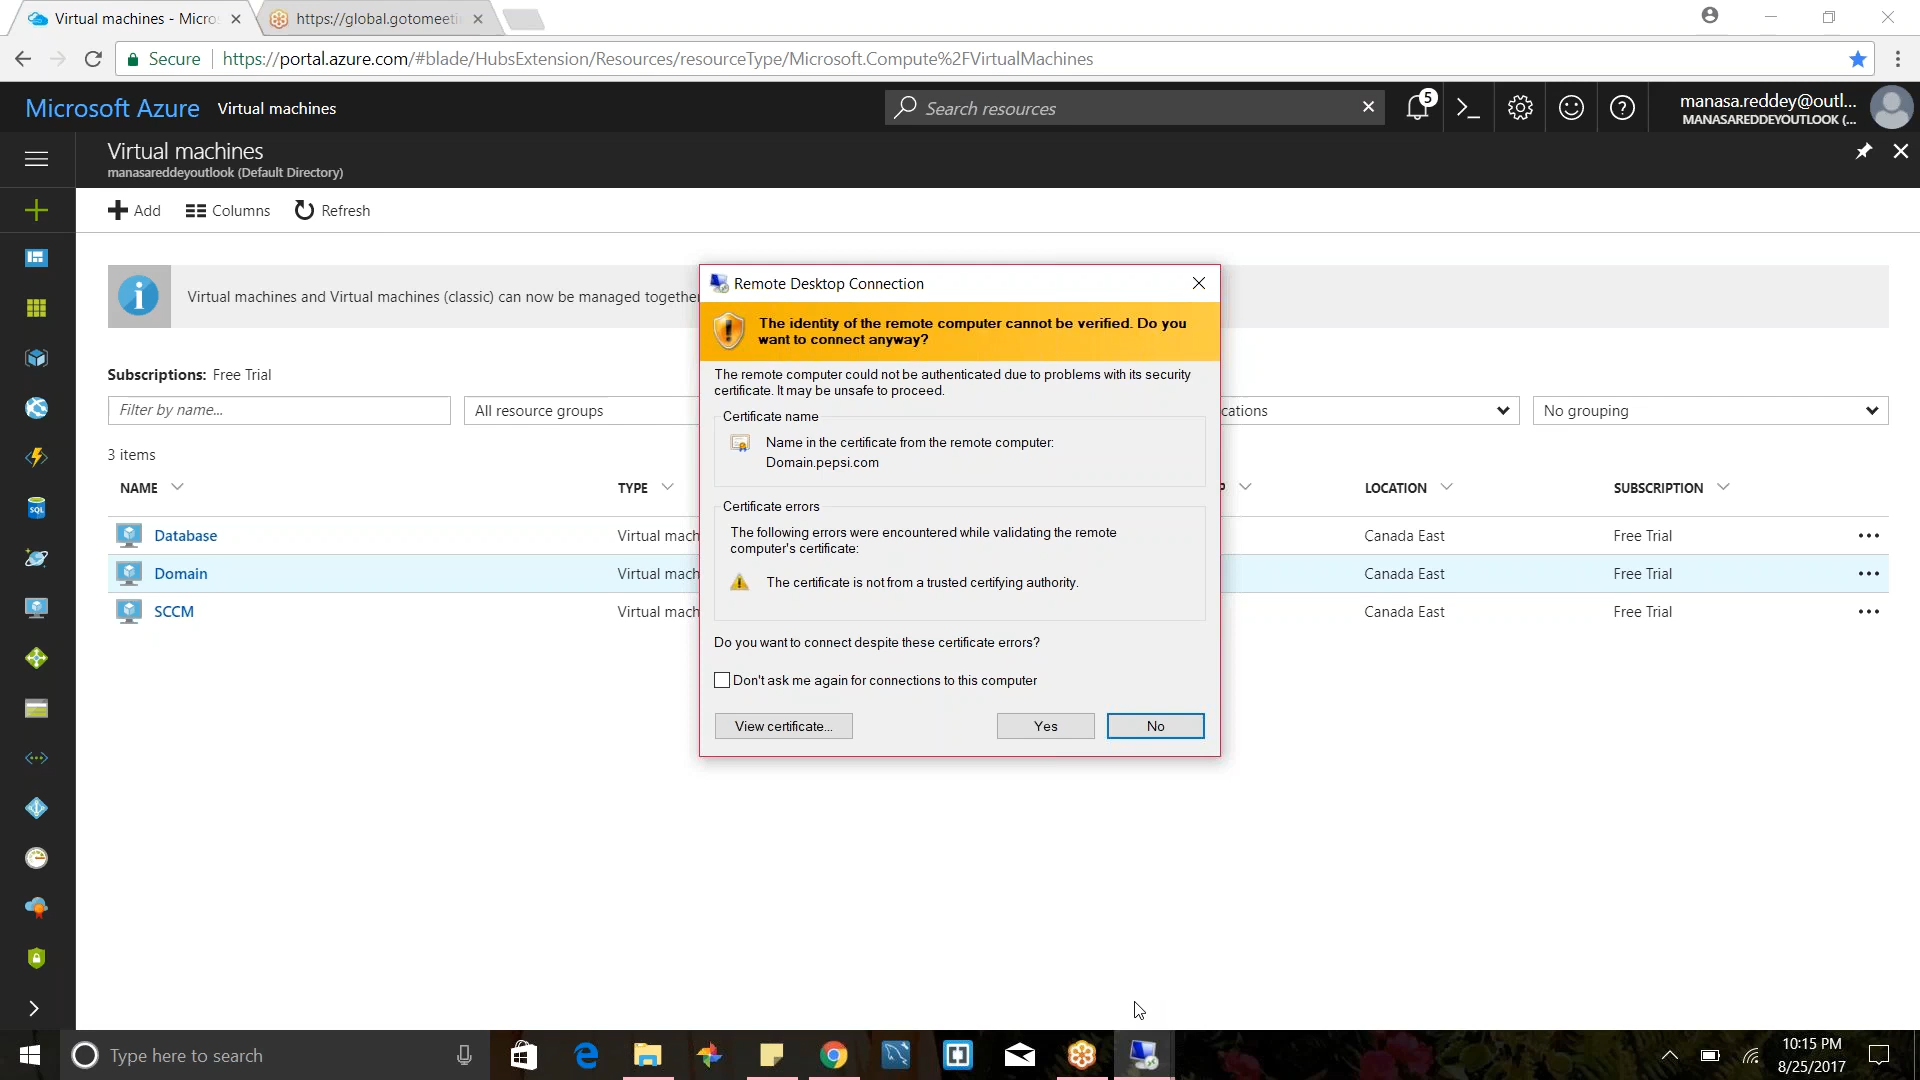 Virtual machines - Micros
https://global.gotomeeti
Secure
https://portal.azure.com/#blade/HubsExtension/Resources/resourceType/Microsoft.Compute%2FVirtualMachines
Microsoft Azure Virtual machines
Search resources
5
manasa.reddey@outl...
MANASAREDDEYOUTLOOK (...
Virtual machines
manasareddeyoutlook (Default Directory)
Add Columns Refresh
Virtual machines and Virtual machines (classic) can now be managed together
Subscriptions: Free Trial
Filter by name...
All resource groups
cations
No grouping
3 items
NAME TYPE P LOCATION SUBSCRIPTION
Database Virtual mach Canada East Free Trial
Domain Virtual mach Canada East Free Trial
SCCM Virtual mach Canada East Free Trial
Remote Desktop Connection
The identity of the remote computer cannot be verified. Do you
want to connect anyway?
The remote computer could not be authenticated due to problems with its security
certificate. It may be unsafe to proceed.
Certificate name
Name in the certificate from the remote computer:
Domain.pepsi.com
Certificate errors
The following errors were encountered while validating the remote
computer's certificate:
The certificate is not from a trusted certifying authority.
Do you want to connect despite these certificate errors?
Don't ask me again for connections to this computer
View certificate...
Yes
No
SQL
Type here to search
10:15 PM
8/25/2017